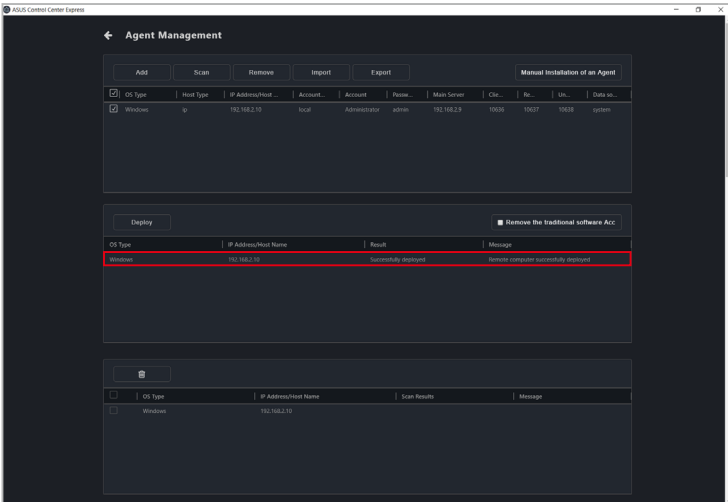 ASUS Control Center Express
Agent Management
Add Scan Remove Import Export Manual Installation of an Agent
OS Type Host Type IP Address/Host ... Account... Account Passw... Main Server Clie... Re... Un... Data so...
Windows ip 192.168.2.10 local Administrator admin 192.168.2.9 10636 10637 10638 system
Deploy Remove the traditional software Acc
OS Type IP Address/Host Name Result Message
Windows 192.168.2.10 Successfully deployed Remote computer successfully deployed
OS Type IP Address/Host Name Scan Results Message
Windows 192.168.2.10